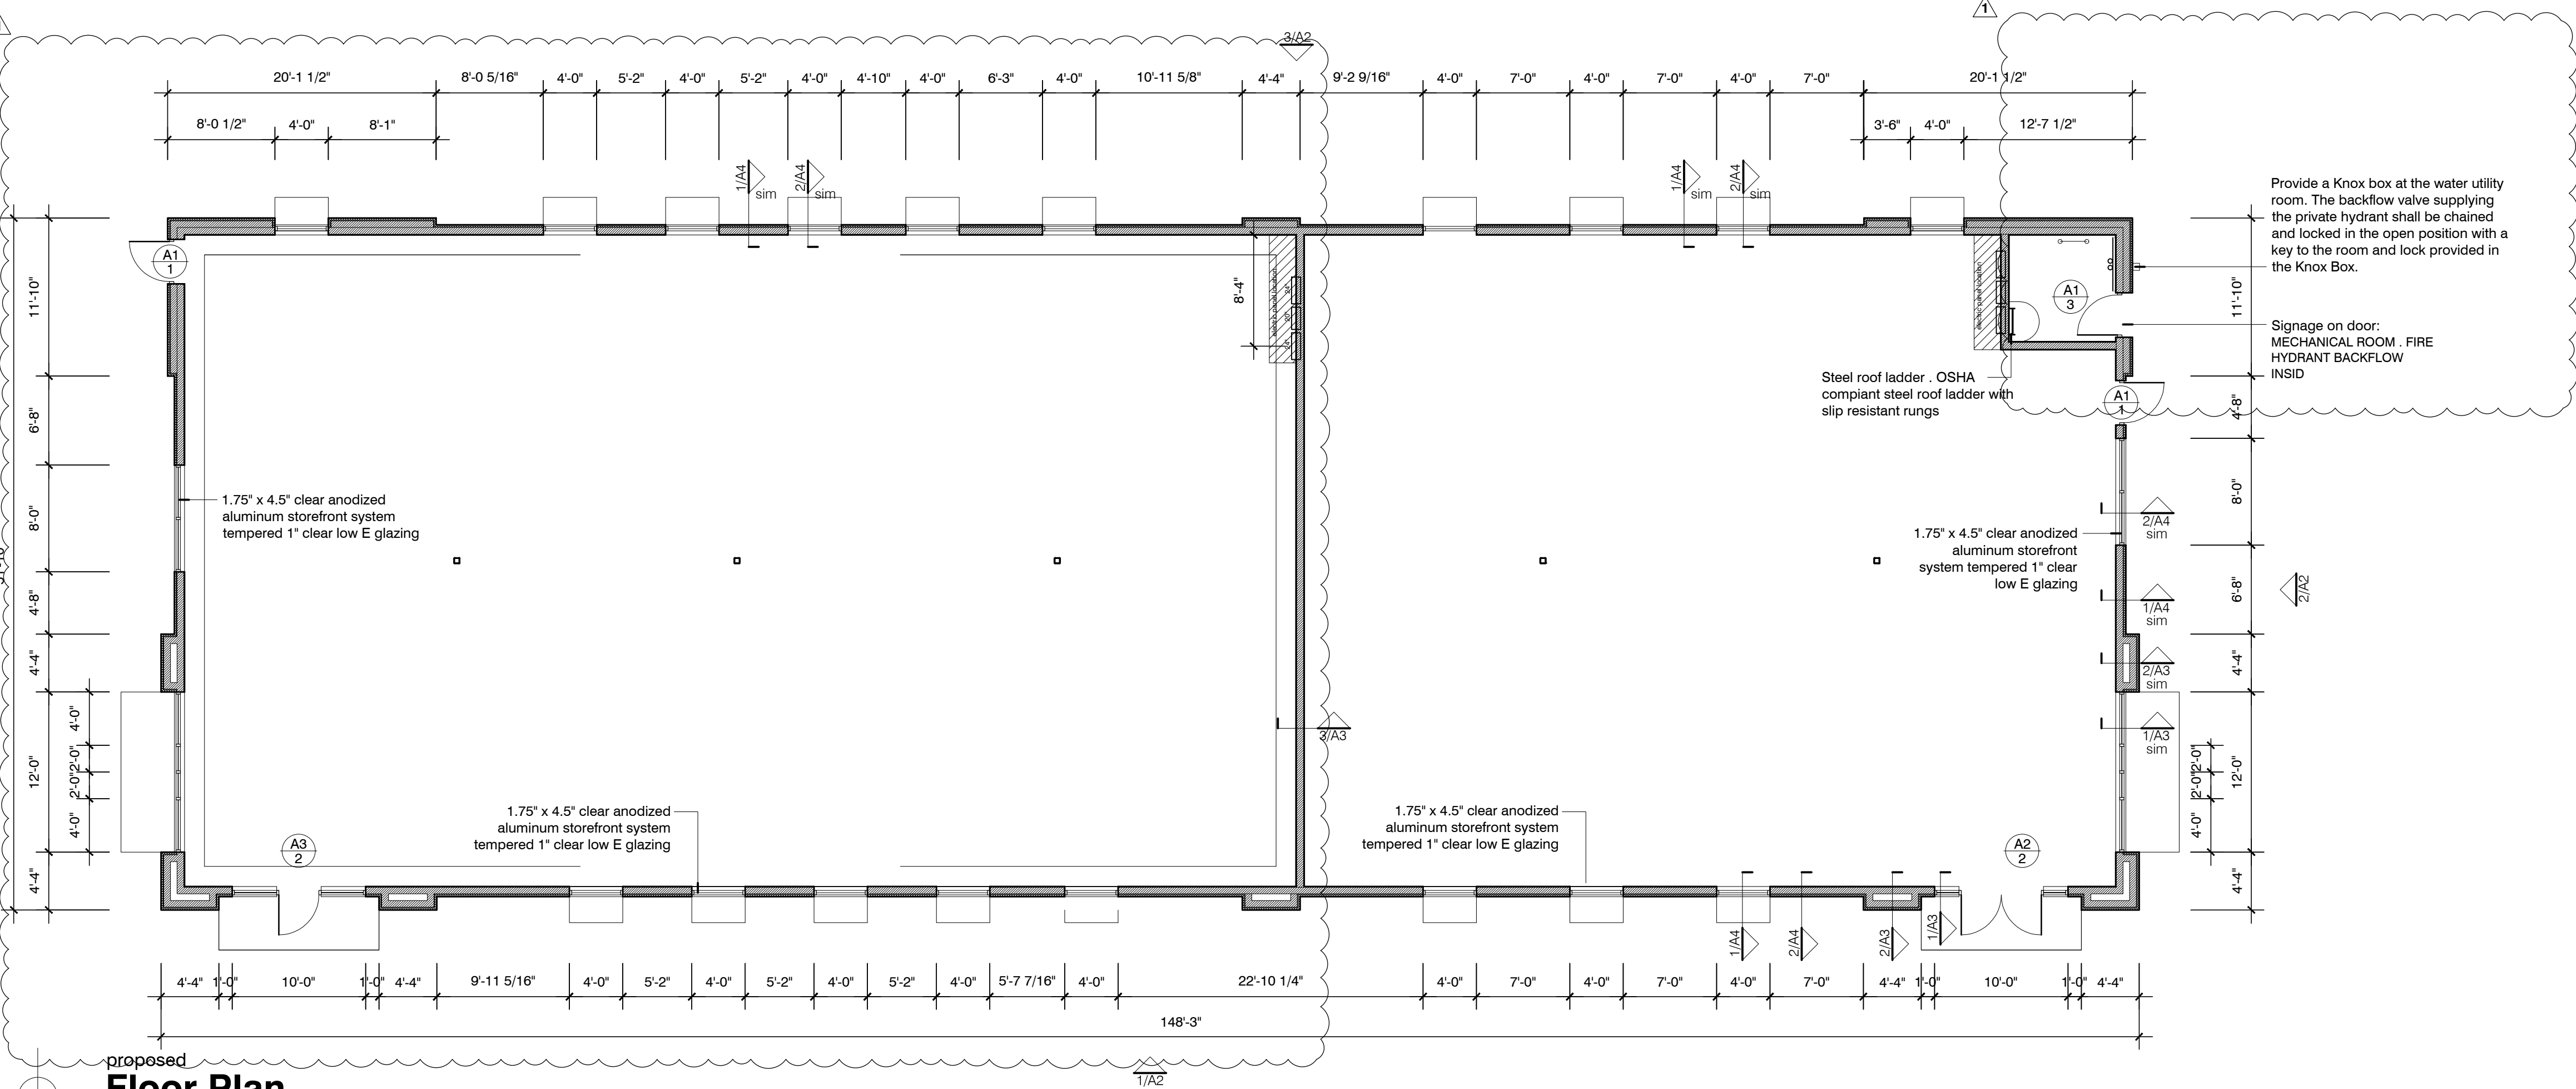 1
3/A2
20'-1 1/2"
8'-0 5/16"
4'-0"
5'-2"
4'-0"
5'-2"
4'-0"
4'-10"
4'-0"
6'-3"
4'-0"
10'-11 5/8"
4'-4"
9'-2 9/16"
4'-0"
7'-0"
4'-0"
7'-0"
4'-0"
7'-0"
20'-1 1/2"
8'-0 1/2"
4'-0"
8'-1"
3'-6"
4'-0"
12'-7 1/2"
1/A4
sim
2/A4
sim
1/A4
sim
2/A4
sim
Provide a Knox box at the water utility
room. The backflow valve supplying
the private hydrant shall be chained
and locked in the open position with a
key to the room and lock provided in
the Knox Box.
Signage on door:
MECHANICAL ROOM . FIRE
HYDRANT BACKFLOW
INSID
A1
1
A1
3
A1
1
8'-4"
Steel roof ladder . OSHA
compiant steel roof ladder with
slip resistant rungs
11'-10"
6'-8"
8'-0"
4'-8"
4'-4"
12'-0"
4'-4"
4'-0"
2'-0"
2'-0"
4'-0"
1.75" x 4.5" clear anodized
aluminum storefront system
tempered 1" clear low E glazing
1.75" x 4.5" clear anodized
aluminum storefront
system tempered 1" clear
low E glazing
11'-10"
4'-8"
8'-0"
6'-8"
4'-4"
12'-0"
4'-4"
2'-0"
2'-0"
4'-0"
2/A4
sim
1/A4
sim
2/A3
sim
1/A3
sim
2/A2
3/A3
1.75" x 4.5" clear anodized
aluminum storefront system
tempered 1" clear low E glazing
1.75" x 4.5" clear anodized
aluminum storefront system
tempered 1" clear low E glazing
A3
2
A2
2
1/A4
2/A4
2/A3
1/A3
4'-4"
1'-0"
10'-0"
1'-0"
4'-4"
9'-11 5/16"
4'-0"
5'-2"
4'-0"
5'-2"
4'-0"
5'-2"
4'-0"
5'-7 7/16"
4'-0"
22'-10 1/4"
4'-0"
7'-0"
4'-0"
7'-0"
4'-0"
7'-0"
4'-4"
1'-0"
10'-0"
1'-0"
4'-4"
148'-3"
1/A2
proposed
Floor Plan